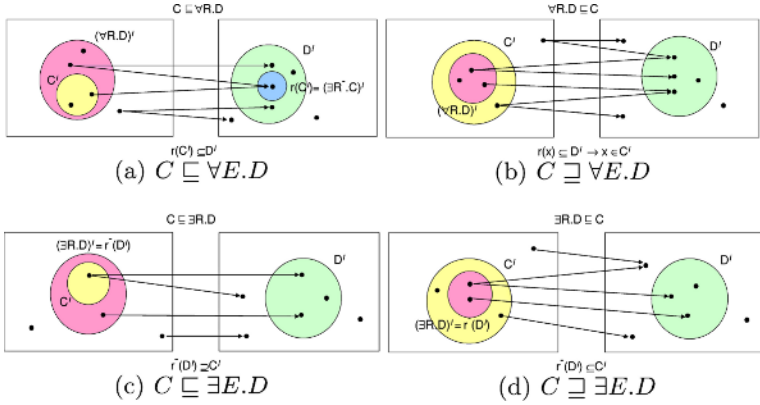 C ⊑ ∀R.D
(∀R.D)ᴵ
Cᴵ
Dᴵ
r(Cᴵ)= (∃R⁻.C)ᴵ
r(Cᴵ) ⊆Dᴵ
(a) C ⊑ ∀E.D
∀R.D ⊑ C
Cᴵ
Dᴵ
(∀R.D)ᴵ
r(x) ⊆ Dᴵ → x ∈ Cᴵ
(b) C ⊒ ∀E.D
C ⊑ ∃R.D
(∃R.D)ᴵ= r⁻(Dᴵ)
Cᴵ
Dᴵ
r⁻(Dᴵ) ⊇Cᴵ
(c) C ⊑ ∃E.D
∃R.D ⊑ C
Cᴵ
Dᴵ
(∃R.D)ᴵ= r⁻(Dᴵ)
r⁻(Dᴵ) ⊆Cᴵ
(d) C ⊒ ∃E.D